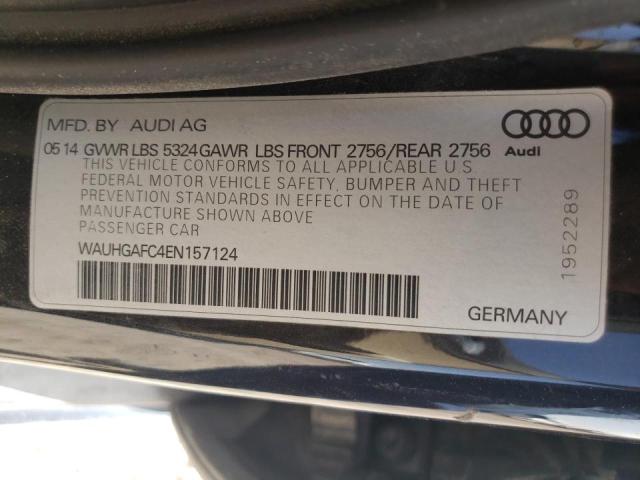 MFD. BY AUDI AG
05 14 GVWR LBS 5324 GAWR LBS FRONT 2756/REAR 2756
Audi
THIS VEHICLE CONFORMS TO ALL APPLICABLE U.S
FEDERAL MOTOR VEHICLE SAFETY, BUMPER AND THEFT
PREVENTION STANDARDS IN EFFECT ON THE DATE OF
MANUFACTURE SHOWN ABOVE
PASSENGER CAR
WAUHGAFC4EN157124
1952289
GERMANY